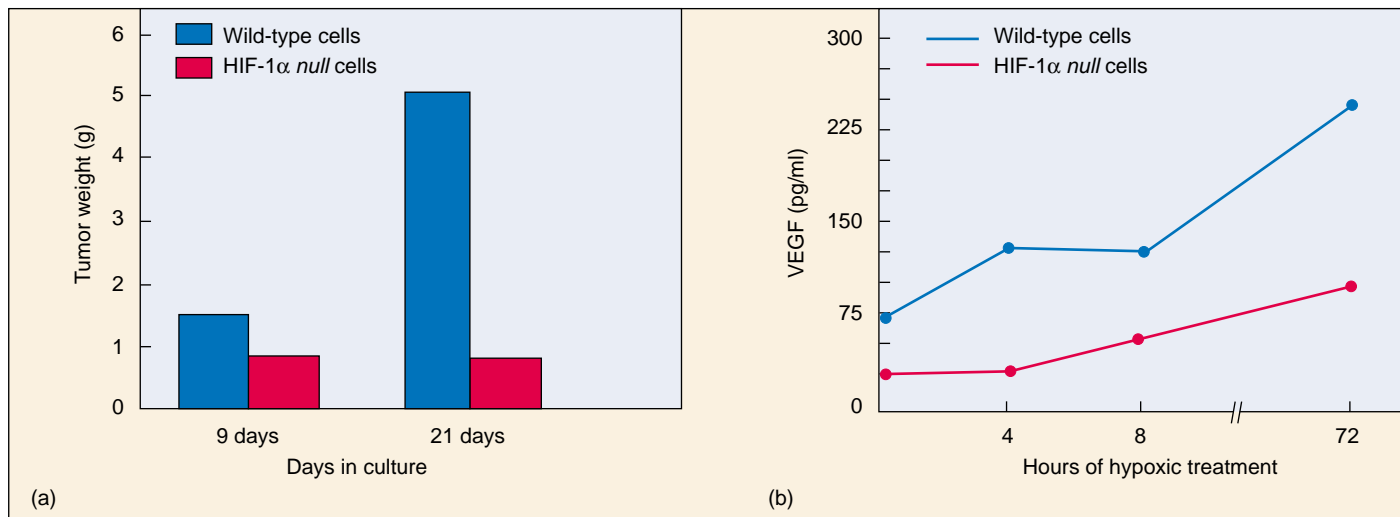 6
5
4
3
2
1
0
Tumor weight (g)
Wild-type cells
HIF-1α null cells
9 days
21 days
Days in culture
(a)
300
225
150
75
0
VEGF (pg/ml)
Wild-type cells
HIF-1α null cells
4
8
72
Hours of hypoxic treatment
(b)